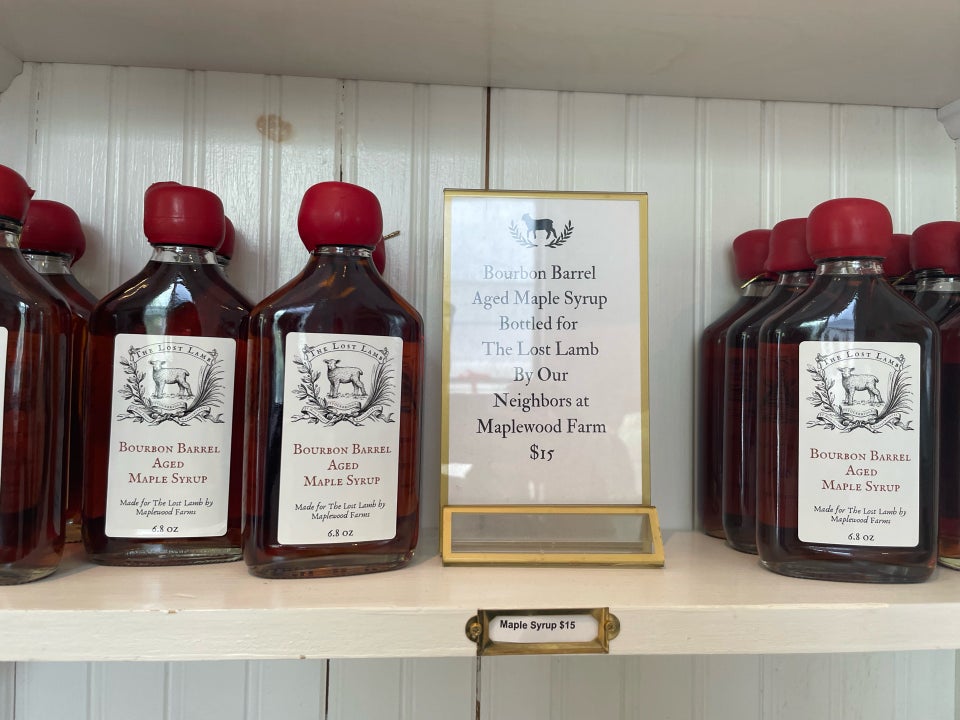 The Lost Lamb
Bourbon Barrel
Aged
Maple Syrup
Made for The Lost Lamb by
Maplewood Farms
6.8 oz
The Lost Lamb
Bourbon Barrel
Aged
Maple Syrup
Made for The Lost Lamb by
Maplewood Farms
6.8 oz
Bourbon Barrel
Aged Maple Syrup
Bottled for
The Lost Lamb
By Our
Neighbors at
Maplewood Farm
$15
The Lost Lamb
Bourbon Barrel
Aged
Maple Syrup
Made for The Lost Lamb by
Maplewood Farms
6.8 oz
Maple Syrup $15